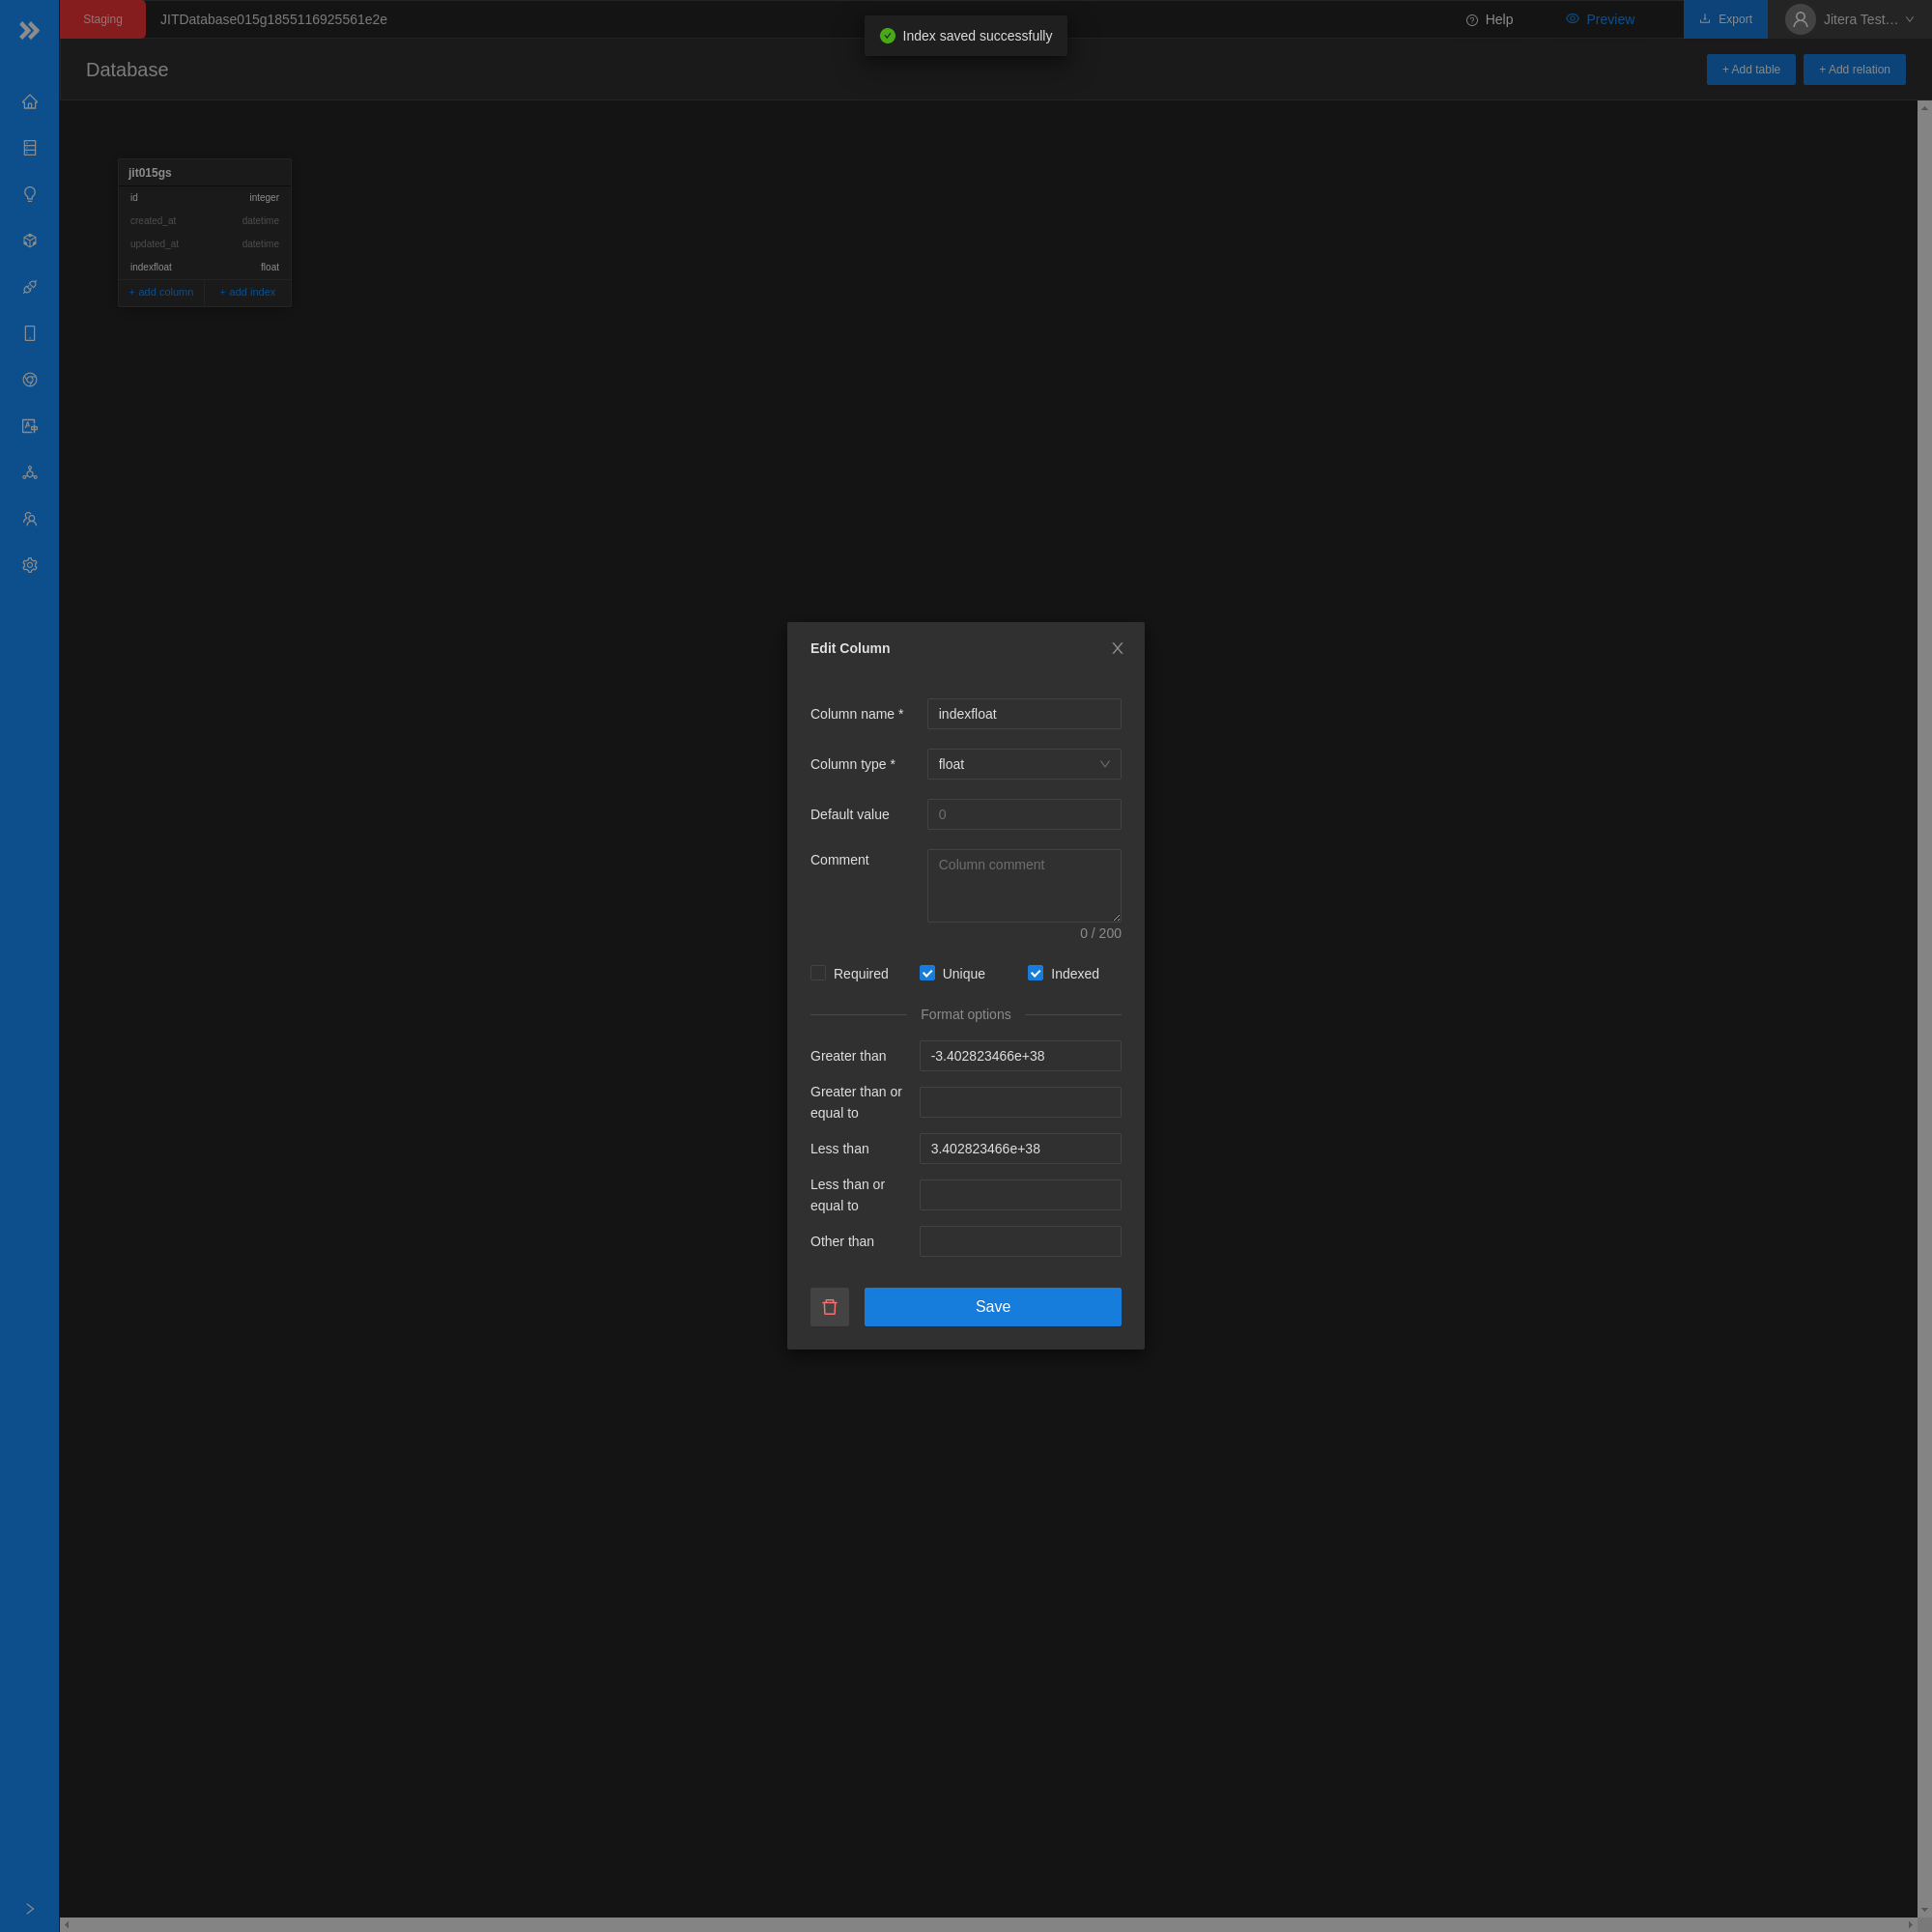 Staging
JITDatabase015g1855116925561e2e
Index saved successfully
Help
Preview
Export
Jitera Test…
Database
+ Add table
+ Add relation
jit015gs
id integer
created_at datetime
updated_at datetime
indexfloat float
+ add column + add index
Edit Column
Column name * indexfloat
Column type * float
Default value 0
Comment Column comment
0 / 200
Required Unique Indexed
Format options
Greater than -3.402823466e+38
Greater than or
equal to
Less than 3.402823466e+38
Less than or
equal to
Other than
Save